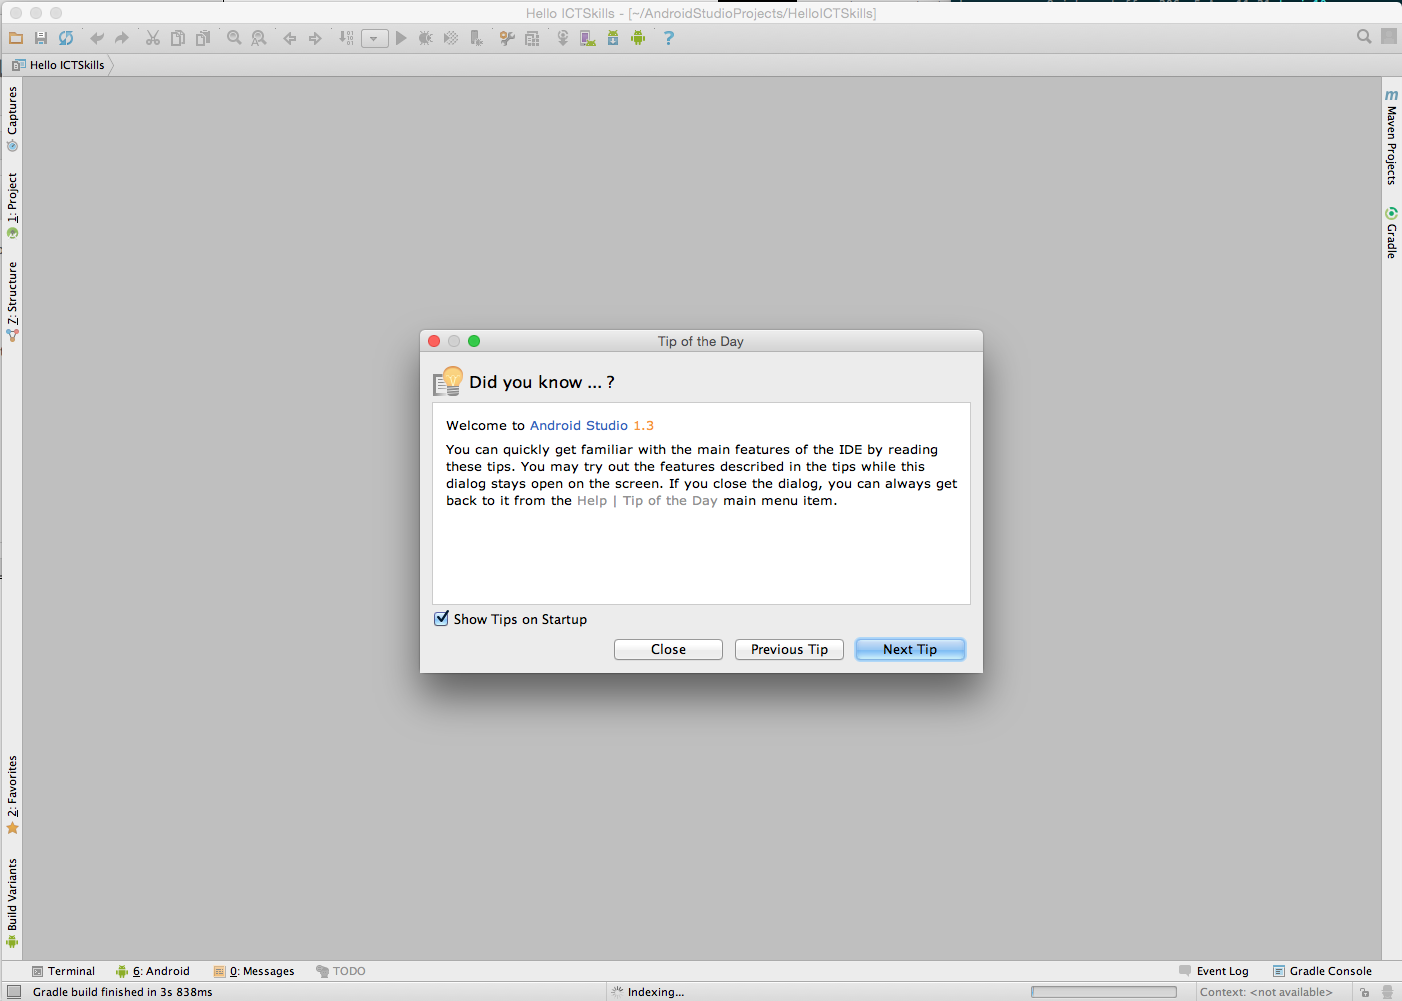 Hello ICTSkills - [~/AndroidStudioProjects/HelloICTSkills]
Hello ICTSkills
Captures
1: Project
7: Structure
2: Favorites
Build Variants
m
Maven Projects
Gradle
Tip of the Day
Did you know ... ?
Welcome to Android Studio 1.3
You can quickly get familiar with the main features of the IDE by reading
these tips. You may try out the features described in the tips while this
dialog stays open on the screen. If you close the dialog, you can always get
back to it from the Help | Tip of the Day main menu item.
Show Tips on Startup
Close
Previous Tip
Next Tip
Terminal
6: Android
0: Messages
TODO
Event Log
Gradle Console
Gradle build finished in 3s 838ms
Indexing...
Context: <not available>